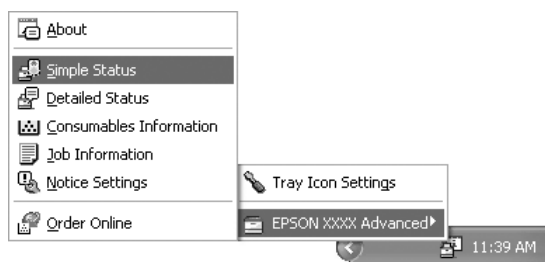 About
Simple Status
Detailed Status
Consumables Information
Job Information
Notice Settings
Order Online
Tray Icon Settings
EPSON XXXX Advanced
11:39 AM